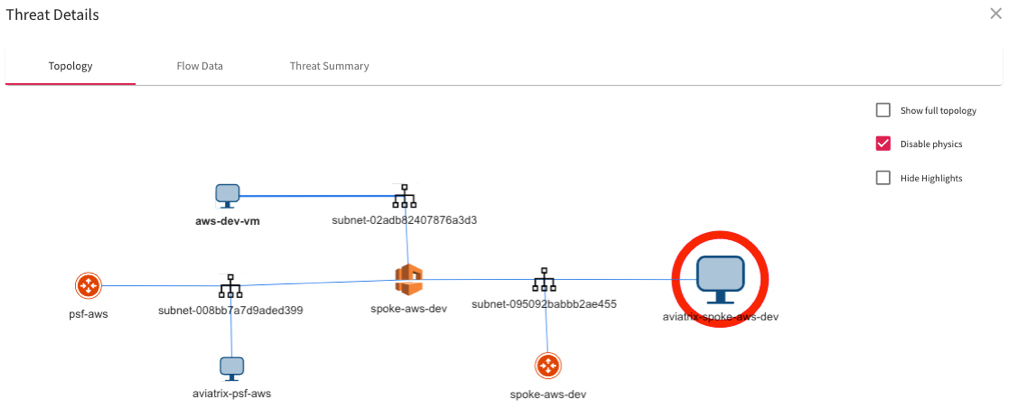 Threat Details
Topology
Flow Data
Threat Summary
Show full topology
Disable physics
Hide Highlights
aws-dev-vm
subnet-02adb82407876a3d3
psf-aws
subnet-008bb7a7d9aded399
spoke-aws-dev
subnet-095092babbb2ae455
aviatrix-spoke-aws-dev
aviatrix-psf-aws
spoke-aws-dev